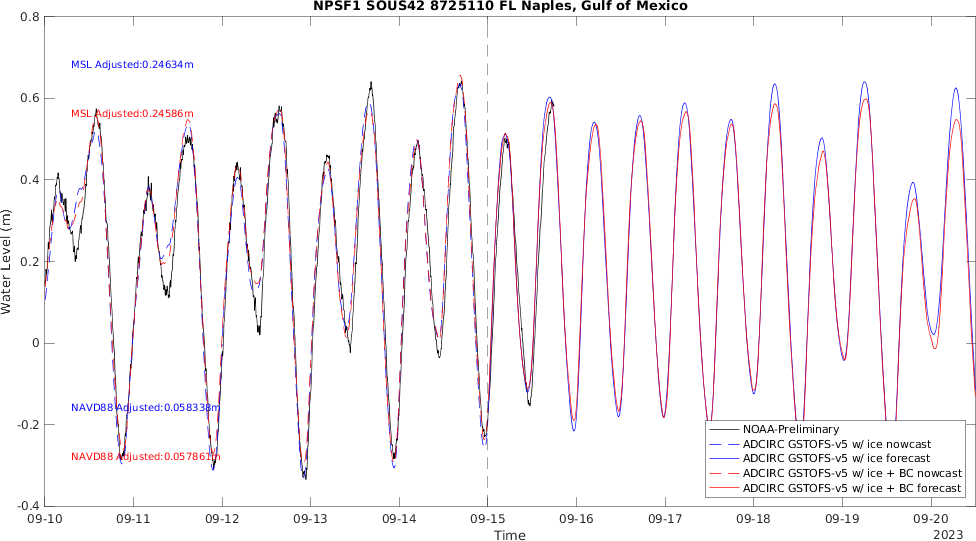 NPSF1 SOUS42 8725110 FL Naples, Gulf of Mexico
0.8
0.6
0.4
0.2
0
-0.2
-0.4
Water Level (m)
MSL Adjusted:0.24634m
MSL Adjusted:0.24586m
NAVD88 Adjusted:0.058338m
NAVD88 Adjusted:0.057861m
NOAA-Preliminary
ADCIRC GSTOFS-v5 w/ ice nowcast
ADCIRC GSTOFS-v5 w/ ice forecast
ADCIRC GSTOFS-v5 w/ ice + BC nowcast
ADCIRC GSTOFS-v5 w/ ice + BC forecast
09-10 09-11 09-12 09-13 09-14 09-15 09-16 09-17 09-18 09-19 09-20
Time
2023